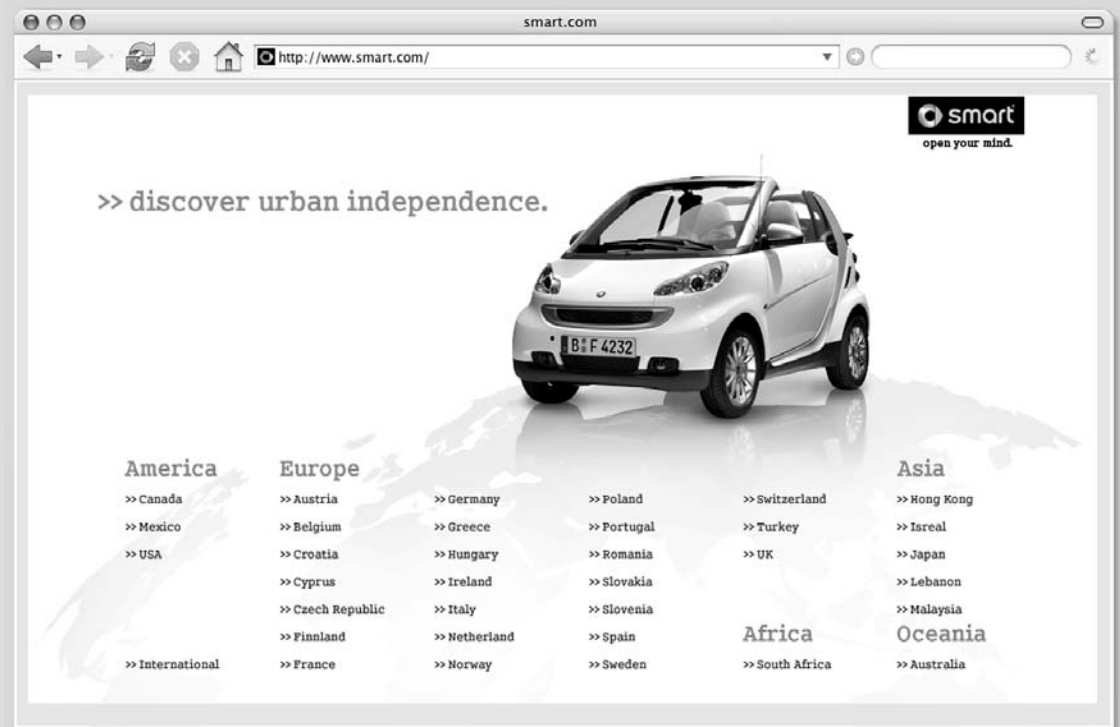 smart.com
http://www.smart.com/
smart
open your mind.
>> discover urban independence.
B F 4232
America
>> Canada
>> Mexico
>> USA
>> International
Europe
>> Austria
>> Belgium
>> Croatia
>> Cyprus
>> Czech Republic
>> Finnland
>> France
>> Germany
>> Greece
>> Hungary
>> Ireland
>> Italy
>> Netherland
>> Norway
>> Poland
>> Portugal
>> Romania
>> Slovakia
>> Slovenia
>> Spain
>> Sweden
>> Switzerland
>> Turkey
>> UK
Africa
>> South Africa
Asia
>> Hong Kong
>> Isreal
>> Japan
>> Lebanon
>> Malaysia
Oceania
>> Australia